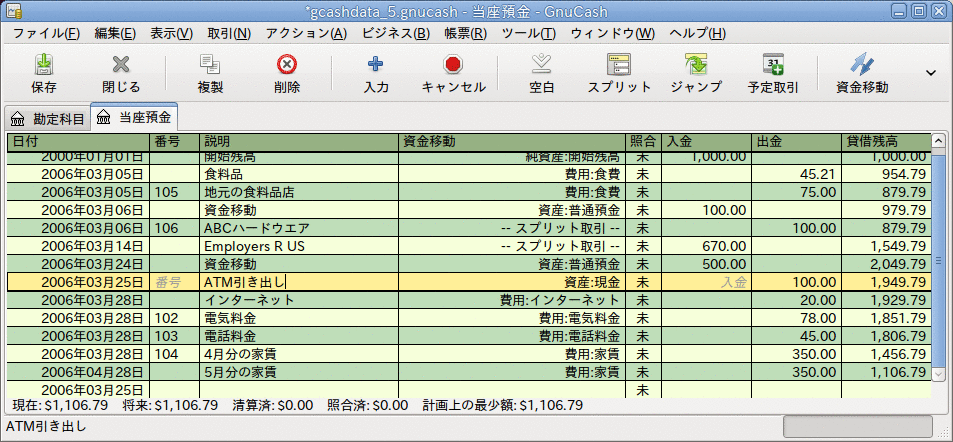 *gcashdata_5.gnucash - 当座預金 - GnuCash
ファイル(F) 編集(E) 表示(V) 取引(N) アクション(A) ビジネス(B) 帳票(R) ツール(T) ウィンドウ(W) ヘルプ(H)
保存 閉じる 複製 削除 入力 キャンセル 空白 スプリット ジャンプ 予定取引 資金移動
勘定科目 当座預金
日付 番号 説明 資金移動 照合 入金 出金 貸借残高
2000年01月01日 開始残高 純資産:開始残高 未 1,000.00 1,000.00
2006年03月05日 食料品 費用:食費 未 45.21 954.79
2006年03月05日 105 地元の食料品店 費用:食費 未 75.00 879.79
2006年03月06日 資金移動 資産:普通預金 未 100.00 979.79
2006年03月06日 106 ABCハードウエア -- スプリット取引 -- 未 100.00 879.79
2006年03月14日 Employers R US -- スプリット取引 -- 未 670.00 1,549.79
2006年03月24日 資金移動 資産:普通預金 未 500.00 2,049.79
2006年03月25日 番号 ATM引き出し 資産:現金 未 入金 100.00 1,949.79
2006年03月28日 インターネット 費用:インターネット 未 20.00 1,929.79
2006年03月28日 102 電気料金 費用:電気料金 未 78.00 1,851.79
2006年03月28日 103 電話料金 費用:電話料金 未 45.00 1,806.79
2006年03月28日 104 4月分の家賃 費用:家賃 未 350.00 1,456.79
2006年04月28日 5月分の家賃 費用:家賃 未 350.00 1,106.79
2006年03月25日 未
現在: $1,106.79 将来: $1,106.79 清算済: $0.00 照合済: $0.00 計画上の最少額: $1,106.79
ATM引き出し